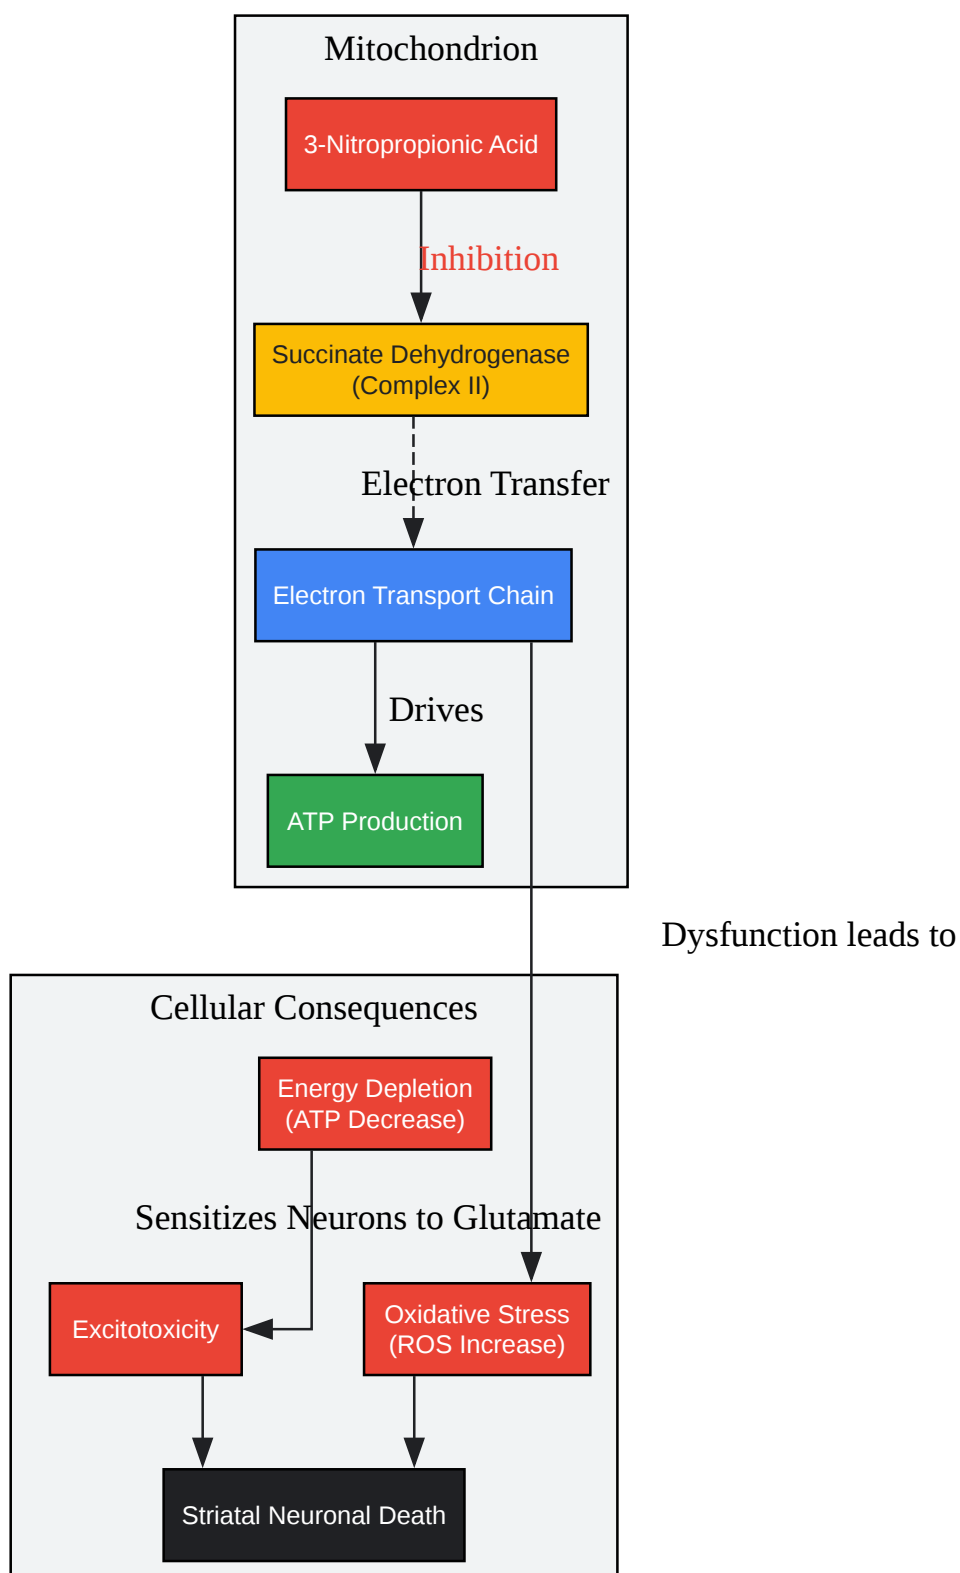 Mitochondrion
3-Nitropropionic Acid
Inhibition
Succinate Dehydrogenase
(Complex II)
Electron Transfer
Electron Transport Chain
Drives
ATP Production
Dysfunction leads to
Cellular Consequences
Energy Depletion
(ATP Decrease)
Sensitizes Neurons to Glutamate
Excitotoxicity
Oxidative Stress
(ROS Increase)
Striatal Neuronal Death